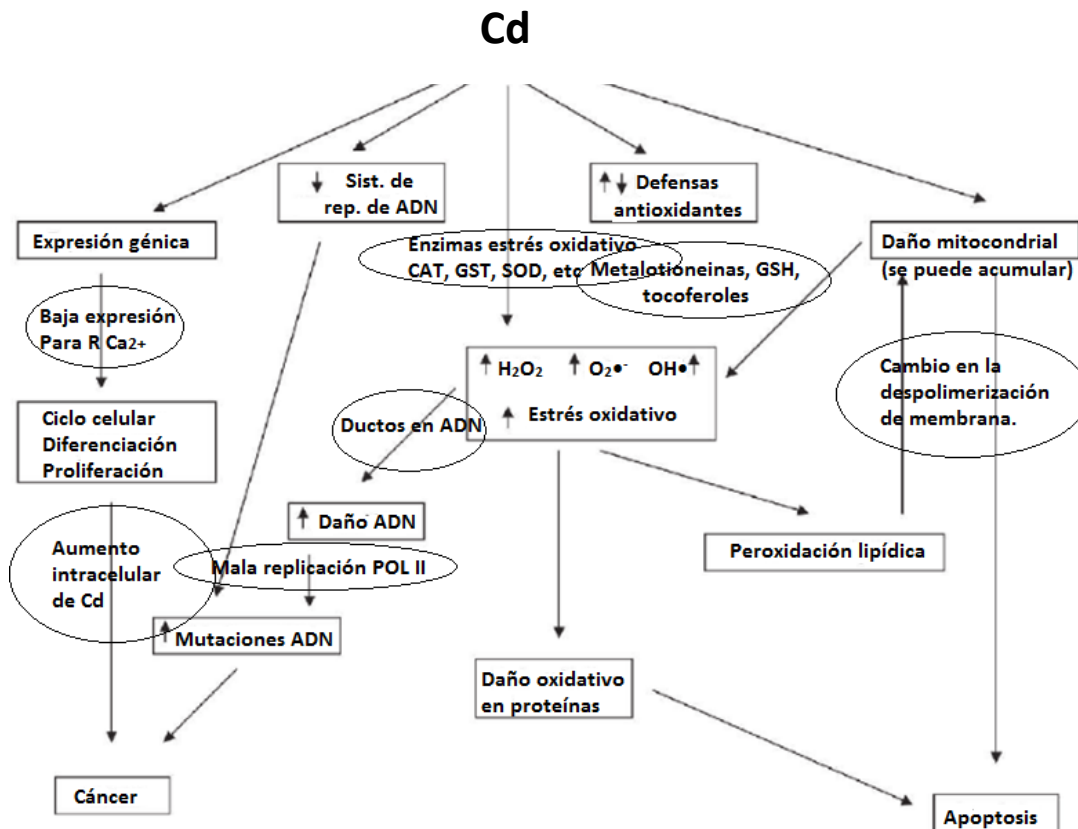 Cd
↓ Sist. de
rep. de ADN
↑↓ Defensas
antioxidantes
Expresión génica
Enzimas estrés oxidativo
CAT, GST, SOD, etc
Metalotioneinas, GSH,
tocoferoles
Daño mitocondrial
(se puede acumular)
Baja expresión
Para R Ca2+
↑ H₂O₂ ↑ O₂•⁻ OH•↑
↑ Estrés oxidativo
Cambio en la
despolimerización
de membrana.
Ciclo celular
Diferenciación
Proliferación
Ductos en ADN
↑ Daño ADN
Peroxidación lipídica
Aumento
intracelular
de Cd
Mala replicación POL II
↑ Mutaciones ADN
Daño oxidativo
en proteínas
Cáncer
Apoptosis